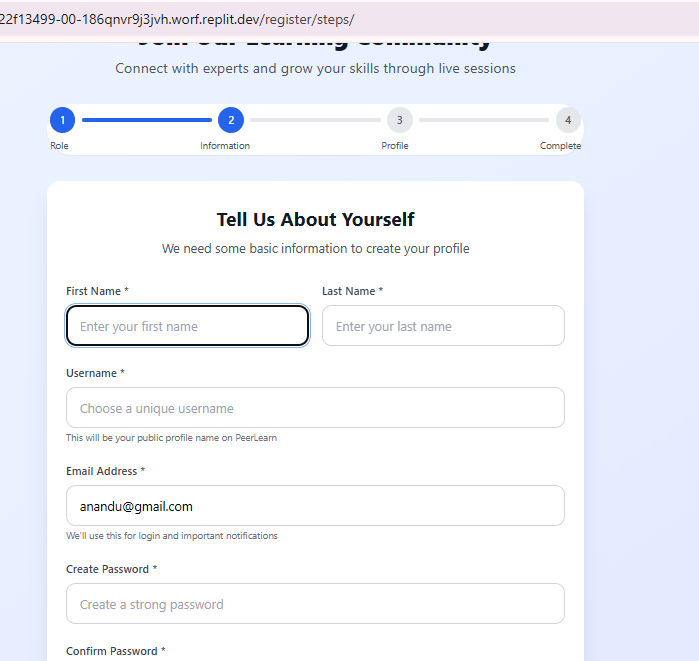 22f13499-00-186qnvr9j3jvh.worf.replit.dev/register/steps/
Join Our Learning Community
Connect with experts and grow your skills through live sessions
1 2 3 4
Role Information Profile Complete
Tell Us About Yourself
We need some basic information to create your profile
First Name * Last Name *
Enter your first name Enter your last name
Username *
Choose a unique username
This will be your public profile name on PeerLearn
Email Address *
anandu@gmail.com
We'll use this for login and important notifications
Create Password *
Create a strong password
Confirm Password *